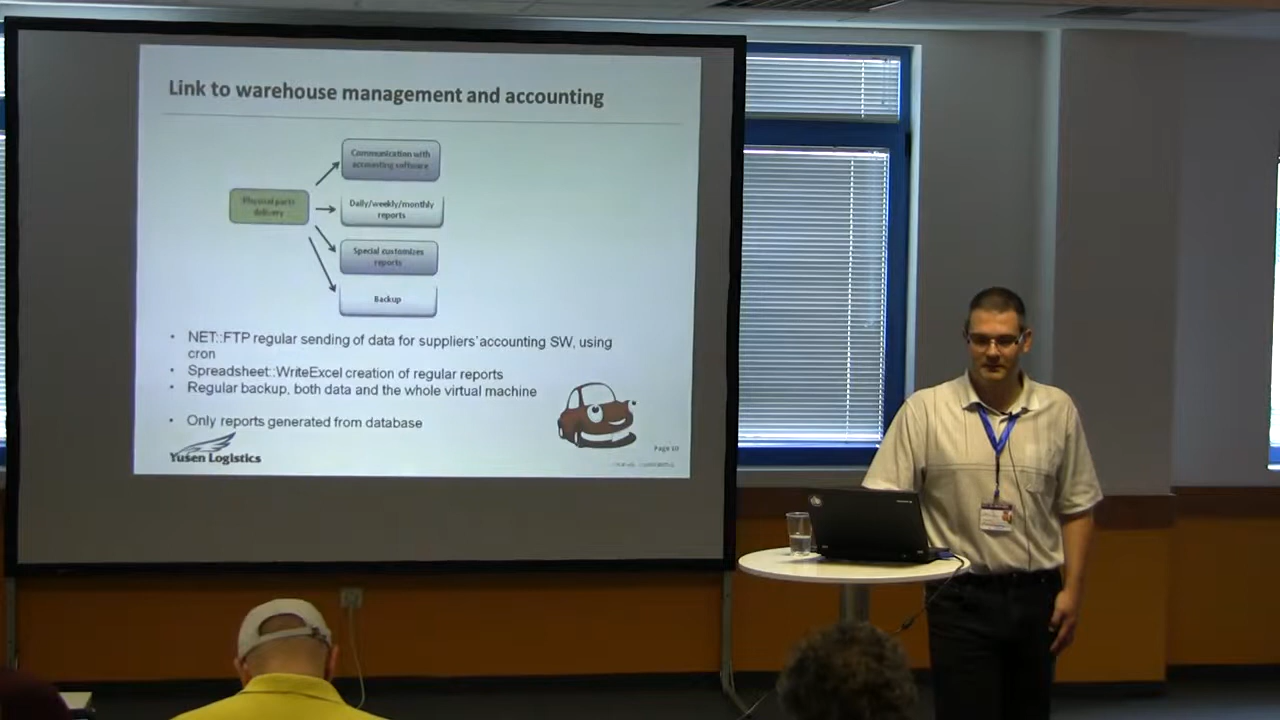 Link to warehouse management and accounting
Communication with
accounting software
Physical parts
delivery
Daily/weekly/monthly
reports
Special customizes
reports
Backup
• NET::FTP regular sending of data for suppliers' accounting SW, using
cron
• Spreadsheet::WriteExcel creation of regular reports
• Regular backup, both data and the whole virtual machine
• Only reports generated from database
Yusen Logistics
Page 10